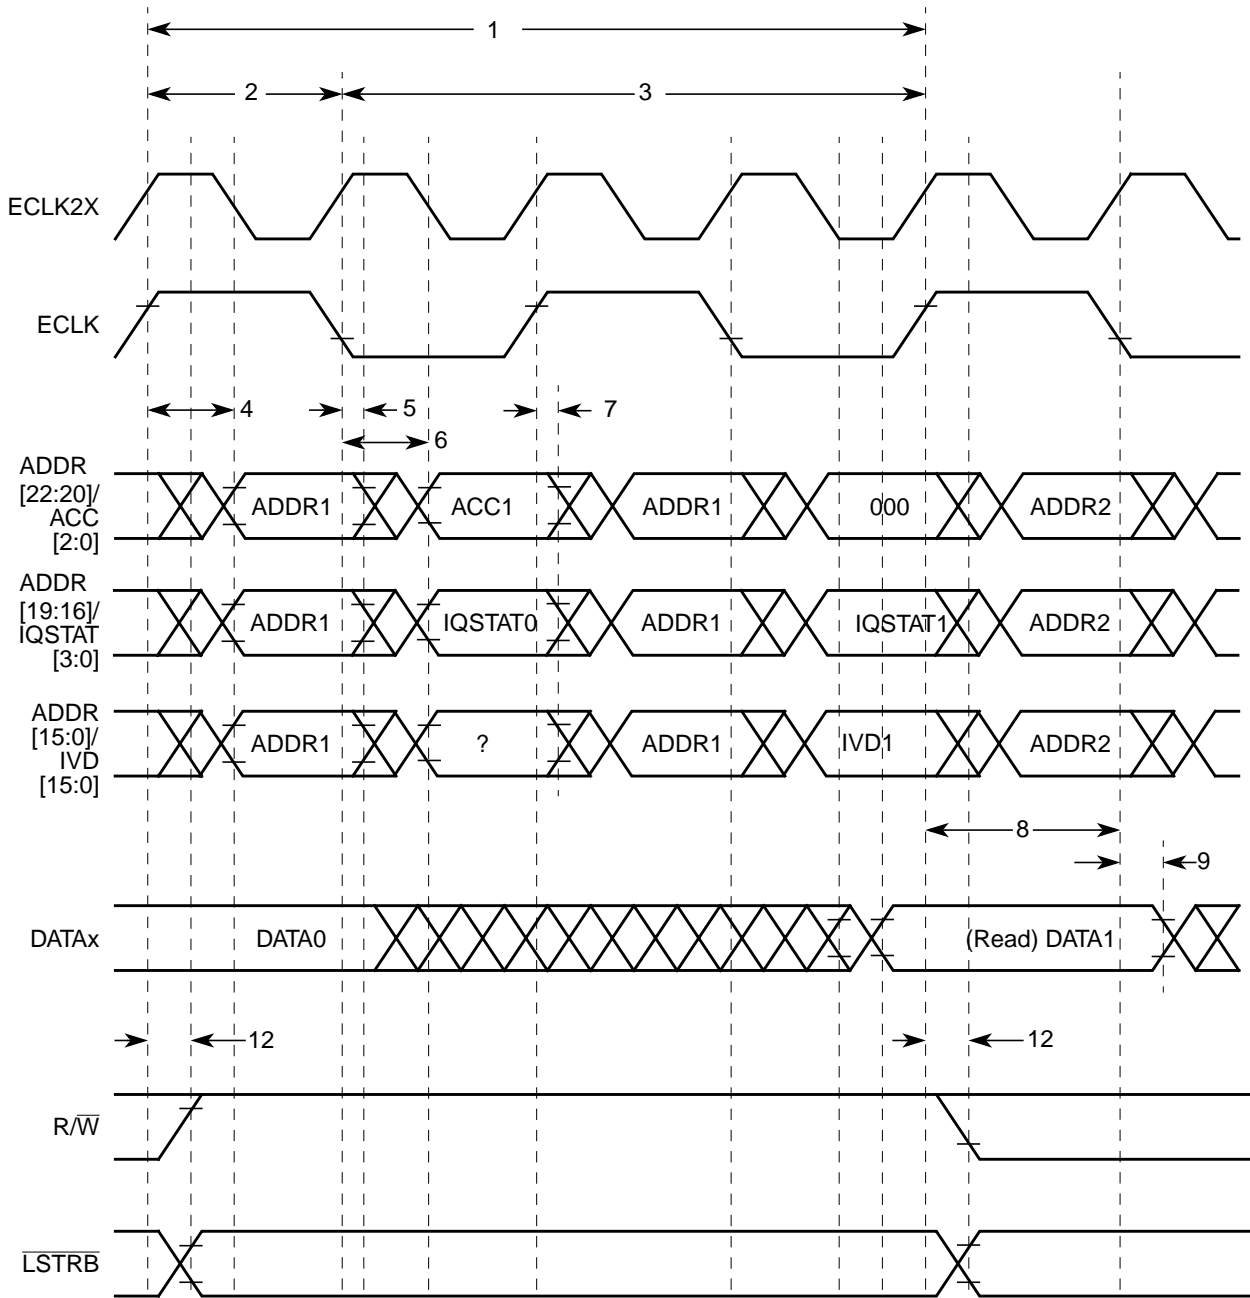 1
2 3
ECLK2X
ECLK
4 5 7
6
ADDR
[22:20]/
ACC
[2:0]
ADDR1 ACC1 ADDR1 000 ADDR2
ADDR
[19:16]/
IQSTAT
[3:0]
ADDR1 IQSTAT0 ADDR1 IQSTAT1 ADDR2
ADDR
[15:0]/
IVD
[15:0]
ADDR1 ? ADDR1 IVD1 ADDR2
8
9
DATAx DATA0 (Read) DATA1
12 12
R/W̅
L̅S̅T̅R̅B̅